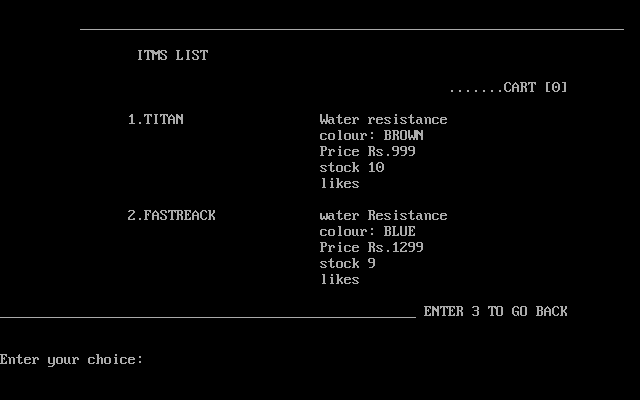 ITMS LIST
.......CART [0]
1.TITAN Water resistance
colour: BROWN
Price Rs.999
stock 10
likes
2.FASTREACK water Resistance
colour: BLUE
Price Rs.1299
stock 9
likes
ENTER 3 TO GO BACK
Enter your choice: